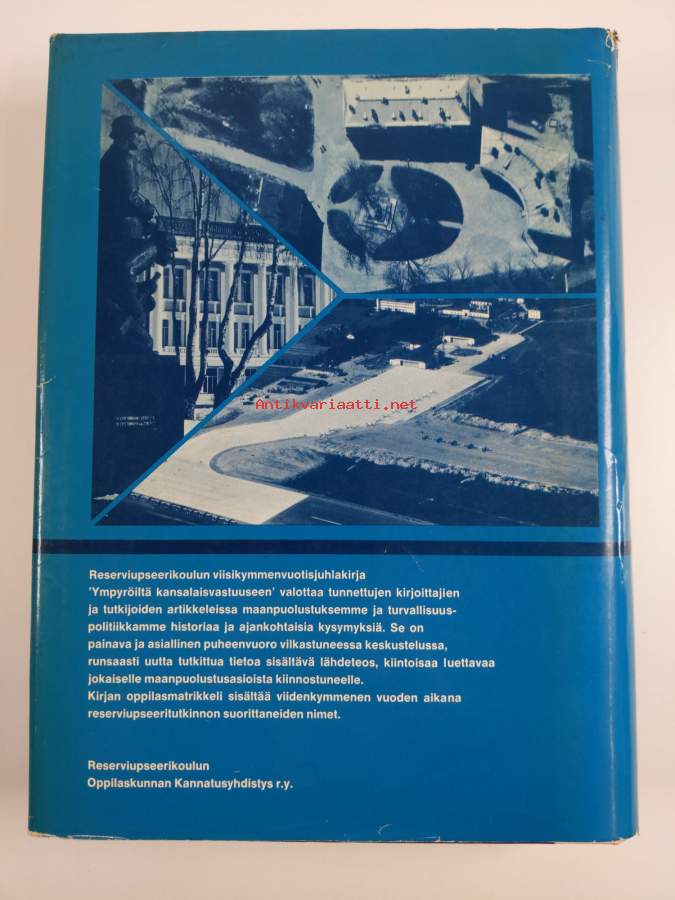 Antikvariaatti.net
Reserviupseerikoulun viisikymmenvuotisjuhlakirja
'Ympyröiltä kansalaisvastuuseen' valottaa tunnettujen kirjoittajien
ja tutkijoiden artikkeleissa maanpuolustuksemme ja turvallisuus-
politiikkamme historiaa ja ajankohtaisia kysymyksiä. Se on
painava ja asiallinen puheenvuoro vilkastuneessa keskustelussa,
runsaasti uutta tutkittua tietoa sisältävä lähdeteos, kiintoisaa luettavaa
jokaiselle maanpuolustusasioista kiinnostuneelle.
Kirjan oppilasmatrikkeli sisältää viidenkymmenen vuoden aikana
reserviupseeritutkinnon suorittaneiden nimet.
Reserviupseerikoulun
Oppilaskunnan Kannatusyhdistys r.y.